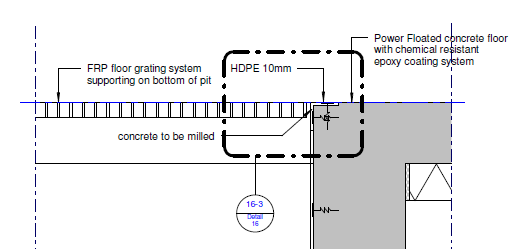 Power Floated concrete floor
with chemical resistant
epoxy coating system
FRP floor grating system
supporting on bottom of pit
HDPE 10mm
concrete to be milled
16-3
Detail
16